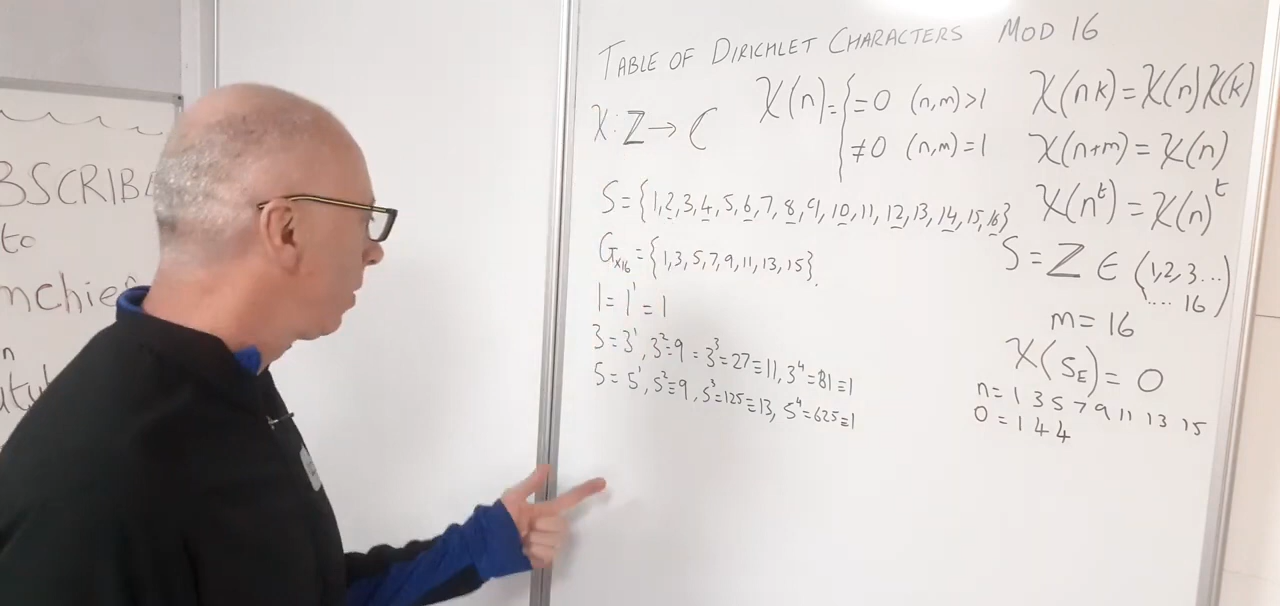 BSCRIBE
to
nchie
n
utu
TABLE OF DIRICHLET CHARACTERS MOD 16
χ : ℤ → ℂ
χ(n) = { = 0 (n,m) > 1
≠ 0 (n,m) = 1
χ(nk) = χ(n)χ(k)
χ(n+m) = χ(n)
χ(n^t) = χ(n)^t
S = {1,2,3,4,5,6,7,8,9,10,11,12,13,14,15,16}
G×16 = {1,3,5,7,9,11,13,15}.
1 = 1¹ = 1
3 = 3¹, 3² = 9 = 3³ = 27 ≡ 11, 3⁴ = 81 ≡ 1
5 = 5¹, 5² ≡ 9, 5³ = 125 ≡ 13, 5⁴ = 625 ≡ 1
S = ℤ ∈ (1,2,3...
.... 16)
m = 16
χ(S_E) = 0
n = 1 3 5 7 9 11 13 15
0 = 1 4 4